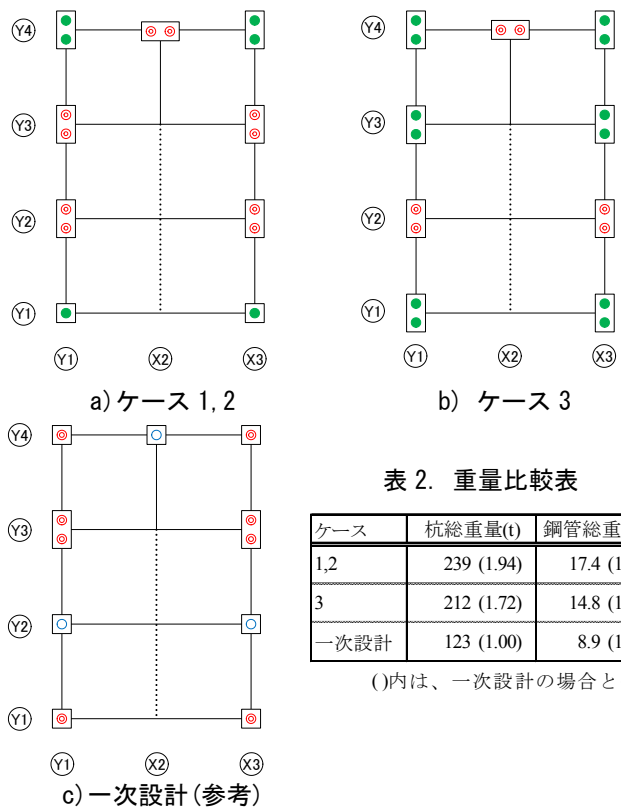 Y4
Y3
Y2
Y1
Y1 X2 X3
a)ケース 1,2
Y4
Y3
Y2
Y1
Y1 X2 X3
b) ケース 3
Y4
Y3
Y2
Y1
Y1 X2 X3
c)一次設計(参考)
表 2. 重量比較表
ケース 杭総重量(t) 鋼管総重
1,2 239 (1.94) 17.4 (1
3 212 (1.72) 14.8 (1
一次設計 123 (1.00) 8.9 (1
()内は、一次設計の場合と